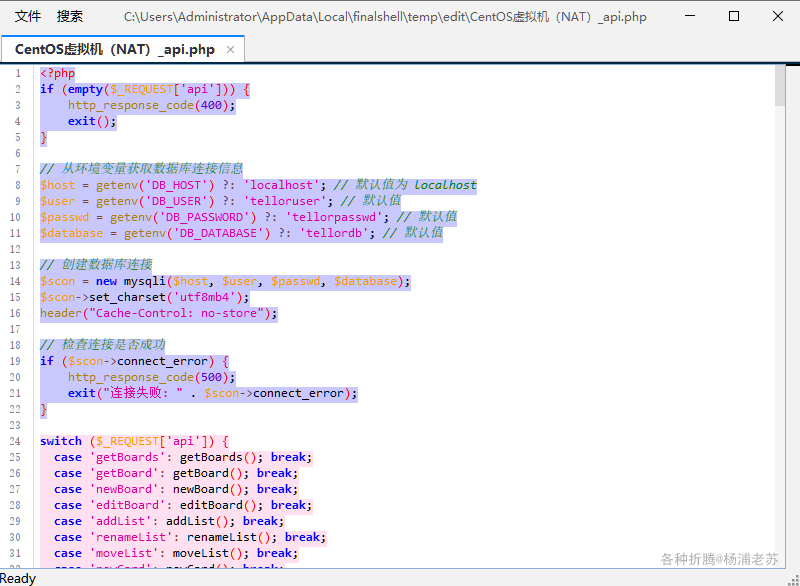 文件 搜索 C:\Users\Administrator\AppData\Local\finalshell\temp\edit\CentOS虚拟机（NAT）_api.php
CentOS虚拟机（NAT）_api.php ×
1 <?php
2 if (empty($_REQUEST['api'])) {
3 http_response_code(400);
4 exit();
5 }
6
7 // 从环境变量获取数据库连接信息
8 $host = getenv('DB_HOST') ?: 'localhost'; // 默认值为 localhost
9 $user = getenv('DB_USER') ?: 'telloruser'; // 默认值
10 $passwd = getenv('DB_PASSWORD') ?: 'tellorpasswd'; // 默认值
11 $database = getenv('DB_DATABASE') ?: 'tellordb'; // 默认值
12
13 // 创建数据库连接
14 $scon = new mysqli($host, $user, $passwd, $database);
15 $scon->set_charset('utf8mb4');
16 header("Cache-Control: no-store");
17
18 // 检查连接是否成功
19 if ($scon->connect_error) {
20 http_response_code(500);
21 exit("连接失败: " . $scon->connect_error);
22 }
23
24 switch ($_REQUEST['api']) {
25 case 'getBoards': getBoards(); break;
26 case 'getBoard': getBoard(); break;
27 case 'newBoard': newBoard(); break;
28 case 'editBoard': editBoard(); break;
29 case 'addList': addList(); break;
30 case 'renameList': renameList(); break;
31 case 'moveList': moveList(); break;
各种折腾@杨浦老苏
Ready